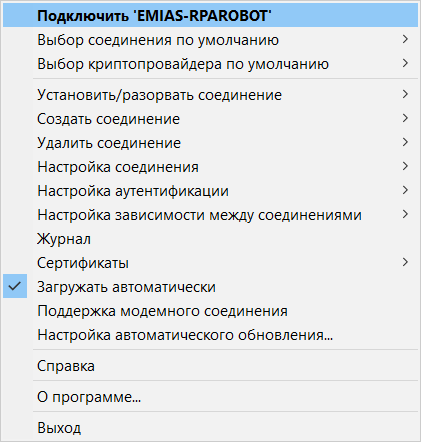 Подключить 'EMIAS-RPAROBOT'
Выбор соединения по умолчанию
Выбор криптопровайдера по умолчанию
Установить/разорвать соединение
Создать соединение
Удалить соединение
Настройка соединения
Настройка аутентификации
Настройка зависимости между соединениями
Журнал
Сертификаты
Загружать автоматически
Поддержка модемного соединения
Настройка автоматического обновления...
Справка
О программе...
Выход